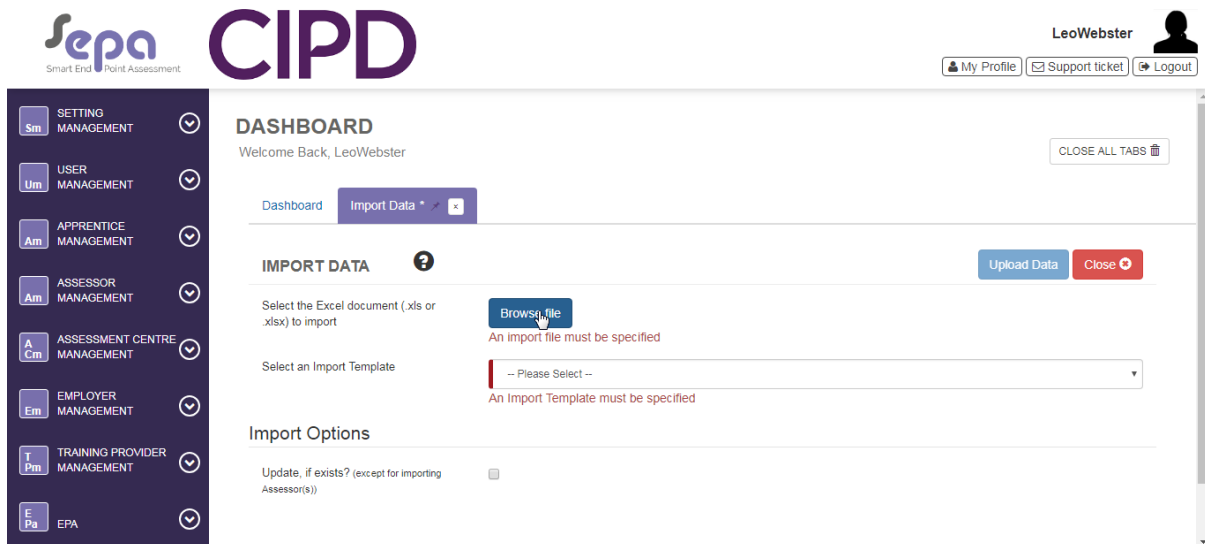 Sepa
Smart End Point Assessment
CIPD
LeoWebster
My Profile
Support ticket
Logout
Sm
SETTING
MANAGEMENT
Um
USER
MANAGEMENT
Am
APPRENTICE
MANAGEMENT
Am
ASSESSOR
MANAGEMENT
A
Cm
ASSESSMENT CENTRE
MANAGEMENT
Em
EMPLOYER
MANAGEMENT
T
Pm
TRAINING PROVIDER
MANAGEMENT
E
Pa
EPA
DASHBOARD
Welcome Back, LeoWebster
CLOSE ALL TABS
Dashboard
Import Data *
x
IMPORT DATA
?
Upload Data
Close
Select the Excel document (.xls or
.xlsx) to import
Browse file
An import file must be specified
Select an Import Template
-- Please Select --
An Import Template must be specified
Import Options
Update, if exists? (except for importing
Assessor(s))